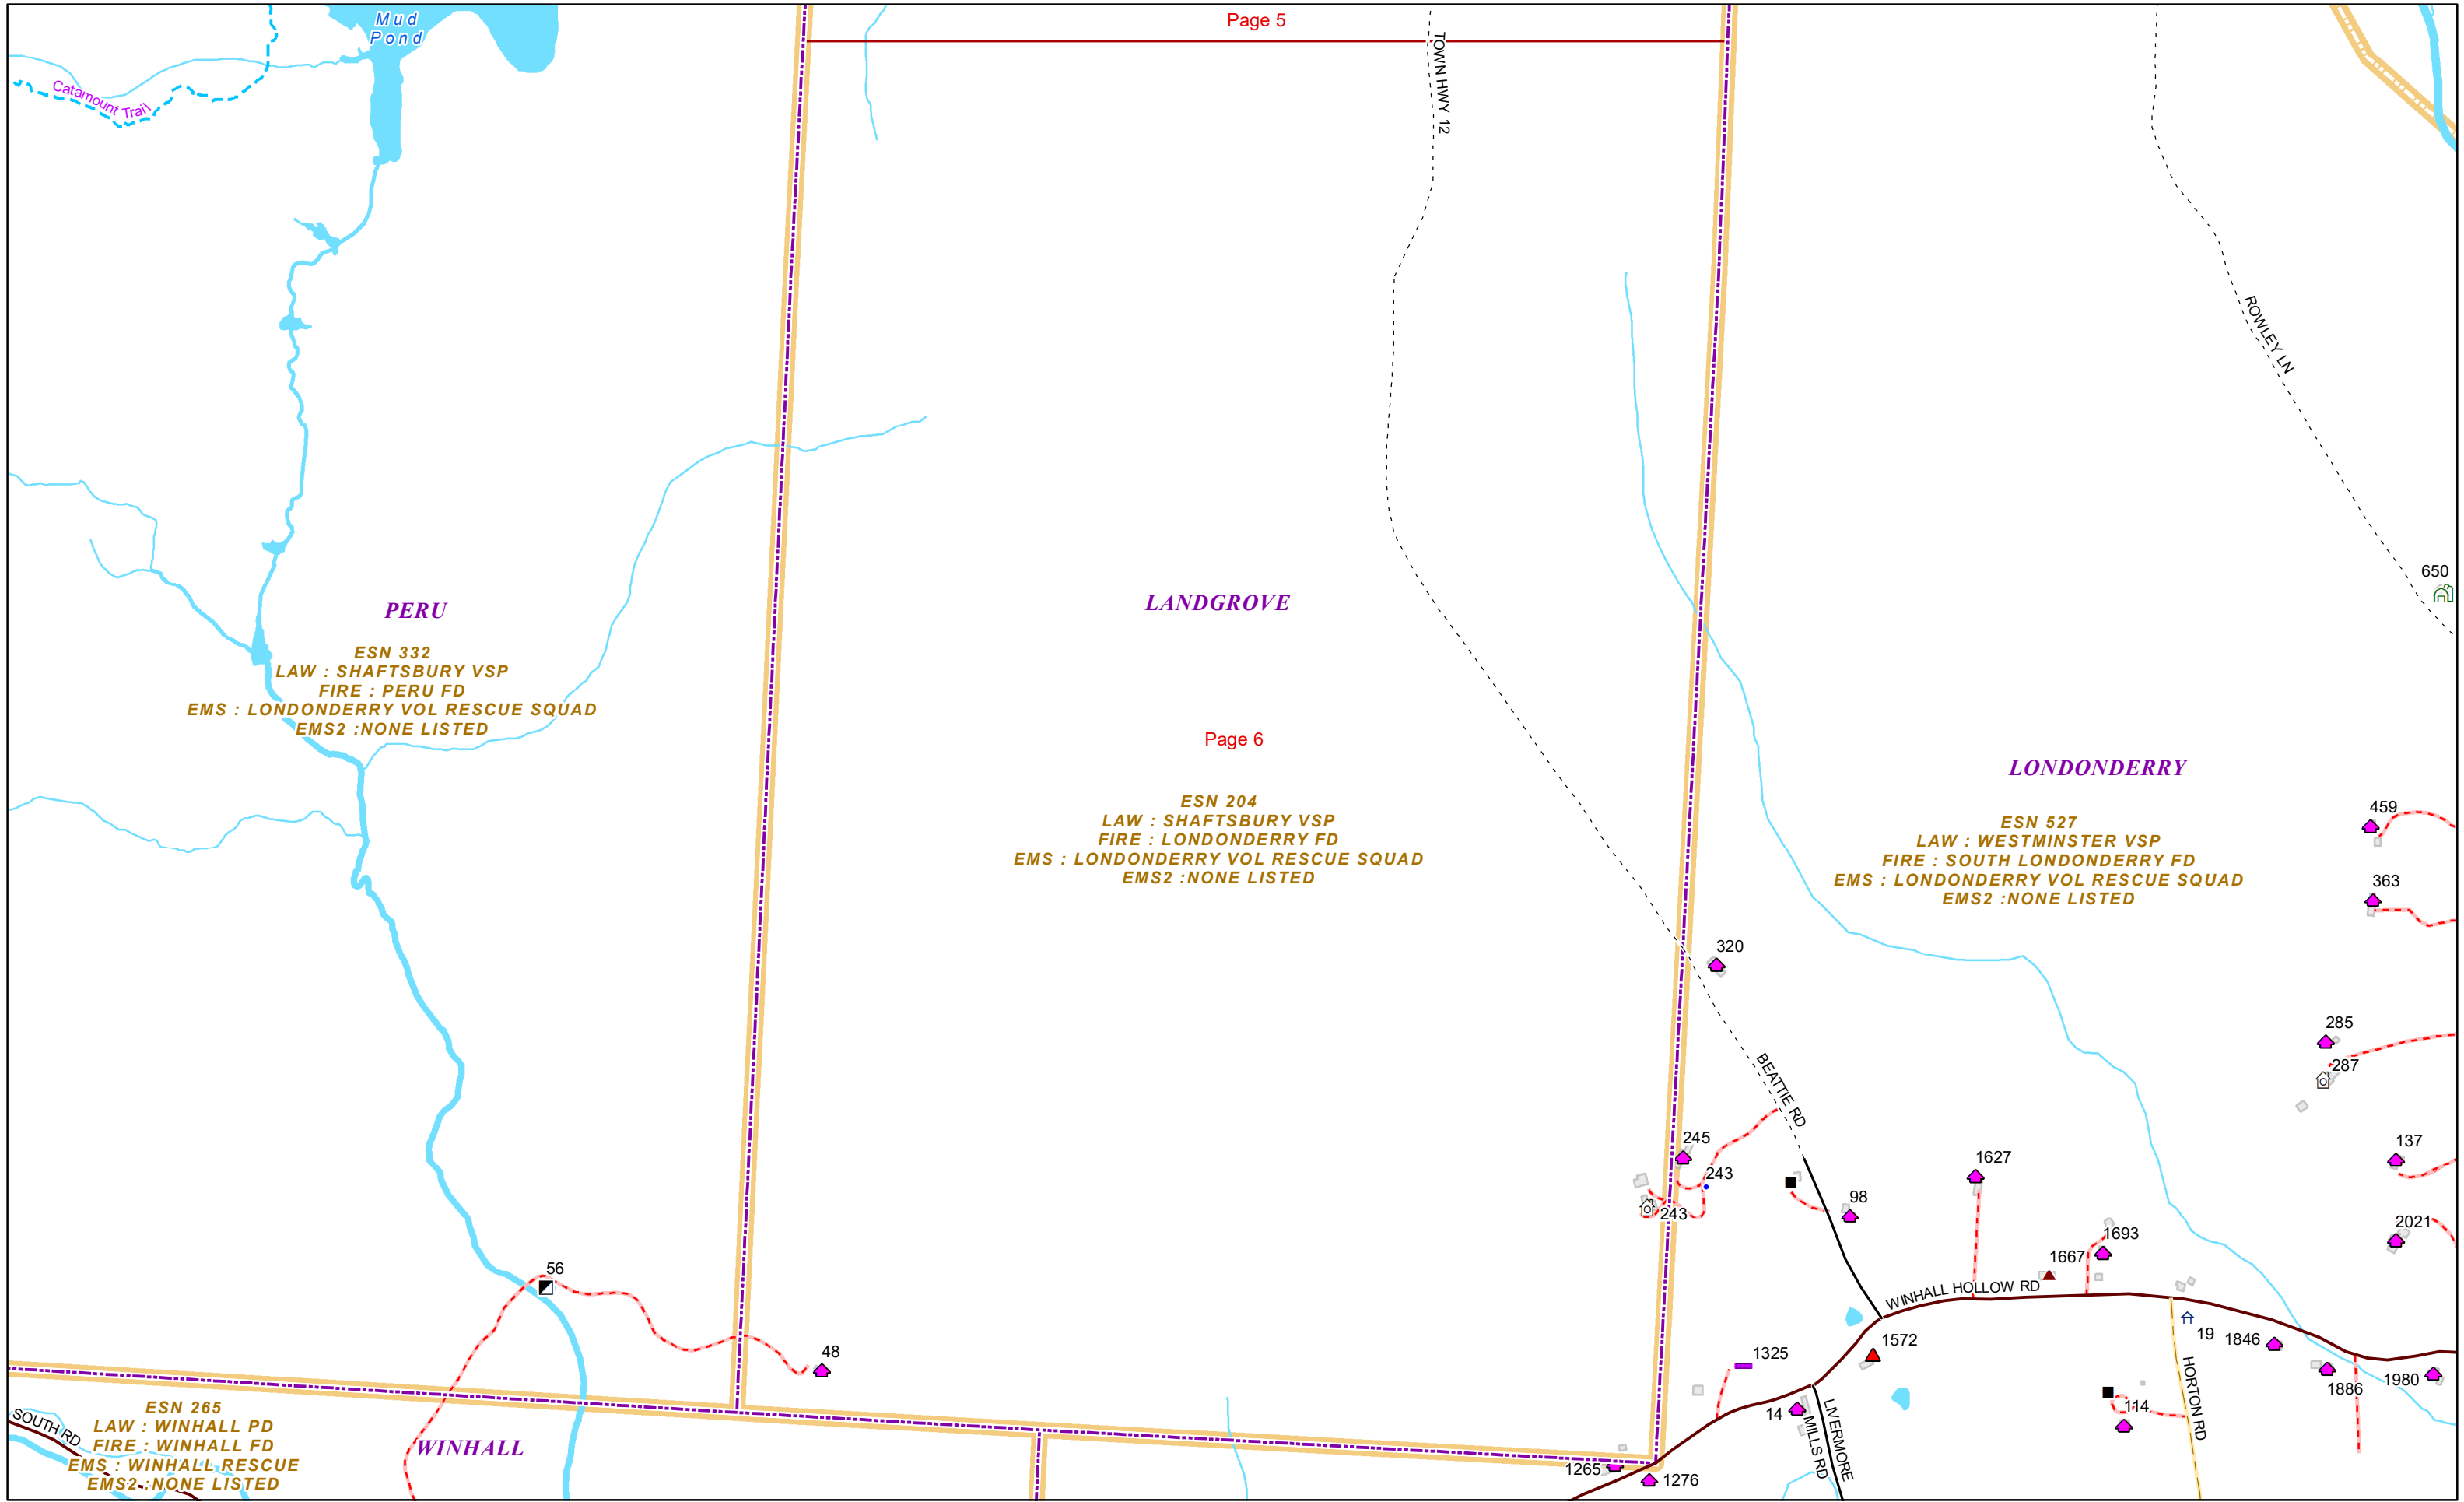 Mud
Pond
Page 5
Catamount Trail
TOWN HWY 12
ROWLEY LN
650
PERU
ESN 332
LAW : SHAFTSBURY VSP
FIRE : PERU FD
EMS : LONDONDERRY VOL RESCUE SQUAD
EMS2 :NONE LISTED
LANDGROVE
Page 6
ESN 204
LAW : SHAFTSBURY VSP
FIRE : LONDONDERRY FD
EMS : LONDONDERRY VOL RESCUE SQUAD
EMS2 :NONE LISTED
LONDONDERRY
ESN 527
LAW : WESTMINSTER VSP
FIRE : SOUTH LONDONDERRY FD
EMS : LONDONDERRY VOL RESCUE SQUAD
EMS2 :NONE LISTED
459
363
320
285
287
BEATTIE RD
245
243
243
98
1627
137
1693
1667
2021
WINHALL HOLLOW RD
56
48
1325
1572
19
1846
1886
1980
14
114
LIVERMORE
MILLS RD
HORTON RD
1265
1276
SOUTH RD
ESN 265
LAW : WINHALL PD
FIRE : WINHALL FD
EMS : WINHALL RESCUE
EMS2 :NONE LISTED
WINHALL